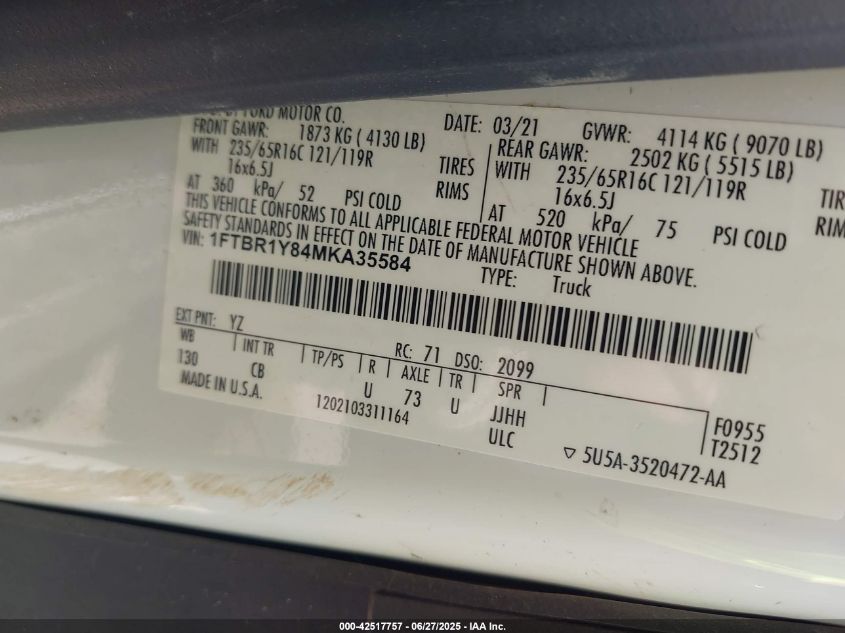 FORD MOTOR CO.
DATE: 03/21
GVWR: 4114 KG ( 9070 LB)
FRONT GAWR: 1873 KG ( 4130 LB)
WITH 235/65R16C 121/119R TIRES
16x6.5J RIMS
AT 360 kPa/ 52 PSI COLD
REAR GAWR: 2502 KG ( 5515 LB)
WITH 235/65R16C 121/119R TIR
16x6.5J RIM
AT 520 kPa/ 75 PSI COLD
THIS VEHICLE CONFORMS TO ALL APPLICABLE FEDERAL MOTOR VEHICLE
SAFETY STANDARDS IN EFFECT ON THE DATE OF MANUFACTURE SHOWN ABOVE.
VIN: 1FTBR1Y84MKA35584
TYPE: Truck
EXT PNT: YZ RC: 71 DSO: 2099
WB INT TR TP/PS R AXLE TR SPR
130 CB U 73 U JJHH
MADE IN U.S.A. 1202103311164 ULC
F0955
T2512
▽ 5U5A-3520472-AA
000-42517757 / 06/27/2025 - IAA Inc.